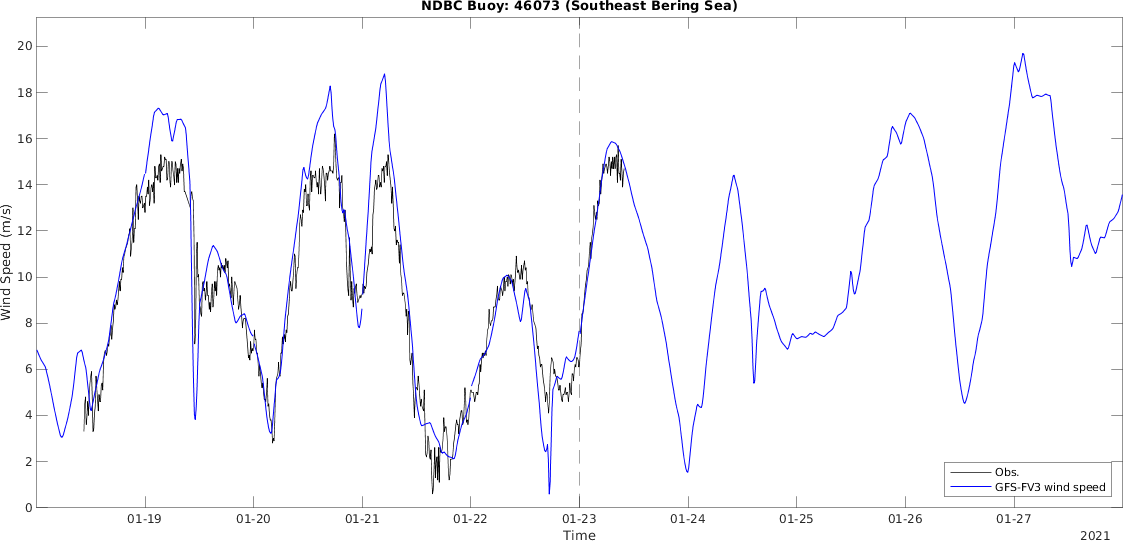 NDBC Buoy: 46073 (Southeast Bering Sea)
Wind Speed (m/s)
20
18
16
14
12
10
8
6
4
2
0
01-19 01-20 01-21 01-22 01-23 01-24 01-25 01-26 01-27
Time
2021
Obs.
GFS-FV3 wind speed